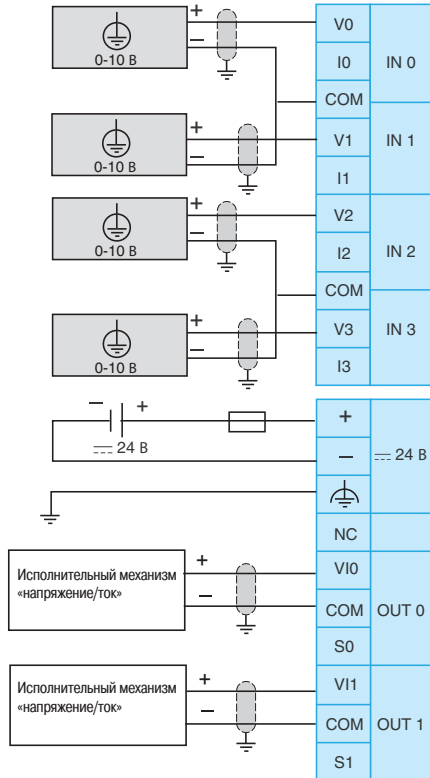 + V0
−
0-10 В
I0 IN 0
COM
+ V1 IN 1
−
0-10 В
I1
+ V2
−
0-10 В
I2 IN 2
COM
+ V3 IN 3
−
0-10 В
I3
− + +
24 В
− 24 В
NC
Исполнительный механизм
«напряжение/ток»
+ VI0
− COM OUT 0
S0
Исполнительный механизм
«напряжение/ток»
+ VI1
− COM OUT 1
S1